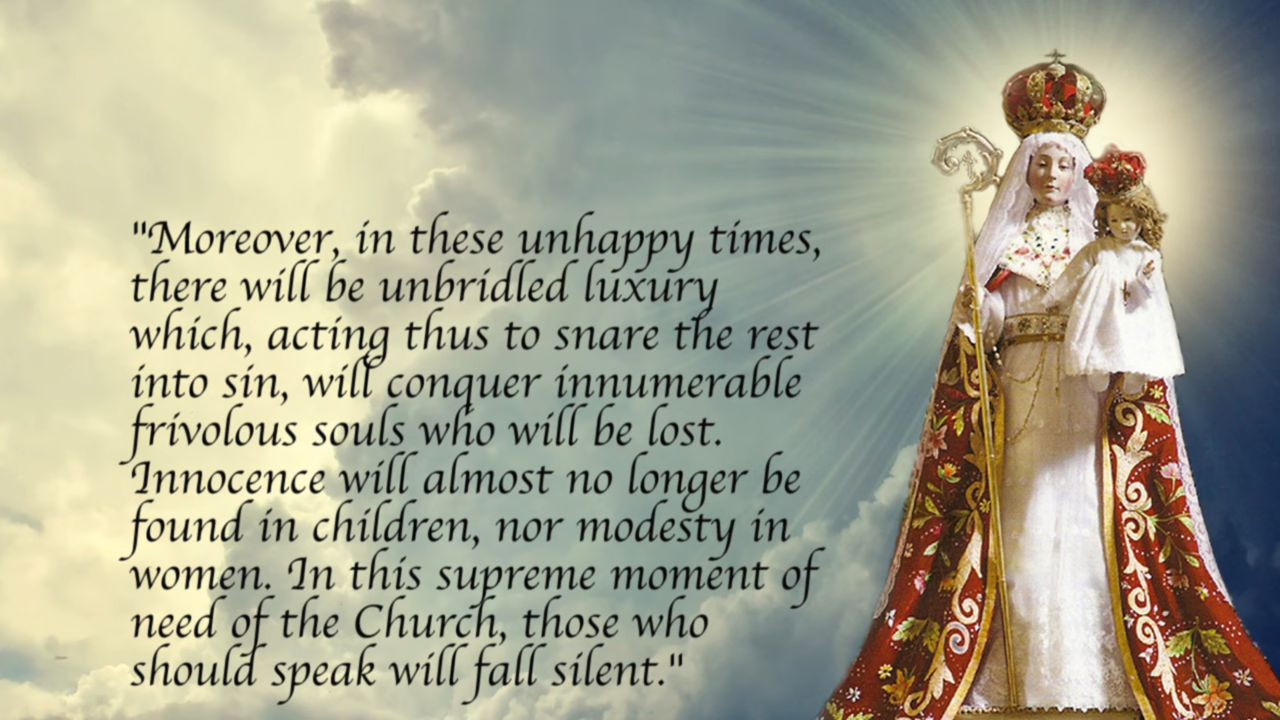 "Moreover, in these unhappy times,
there will be unbridled luxury
which, acting thus to snare the rest
into sin, will conquer innumerable
frivolous souls who will be lost.
Innocence will almost no longer be
found in children, nor modesty in
women. In this supreme moment of
need of the Church, those who
should speak will fall silent."